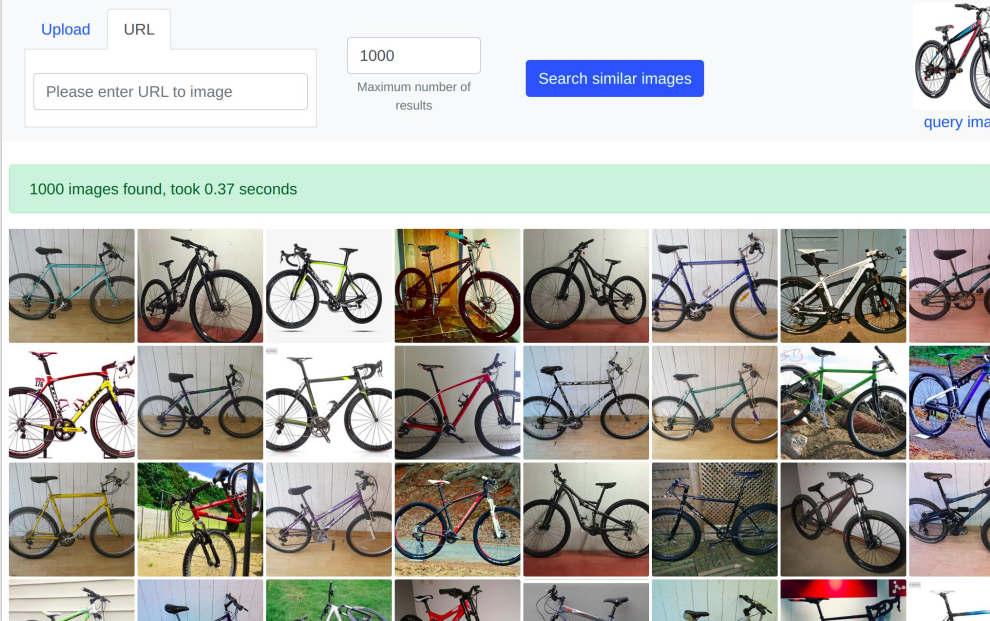 Upload URL
1000
Please enter URL to image
Search similar images
Maximum number of
results
query ima
1000 images found, took 0.37 seconds